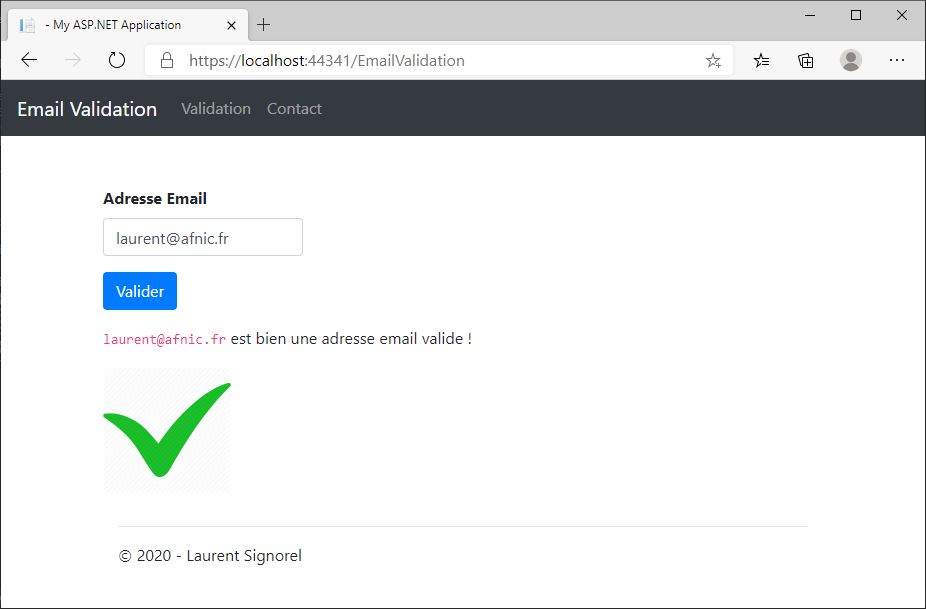 - My ASP.NET Application
https://localhost:44341/EmailValidation
Email Validation Validation Contact
Adresse Email
laurent@afnic.fr
Valider
laurent@afnic.fr est bien une adresse email valide !
© 2020 - Laurent Signorel